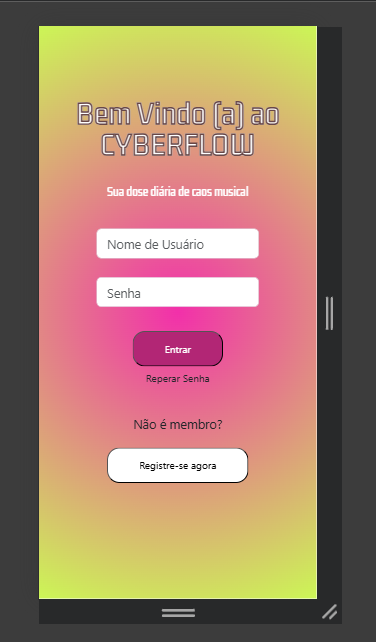 Bem Vindo (a) ao
CYBERFLOW
Sua dose diária de caos musical
Nome de Usuário
Senha
Entrar
Reperar Senha
Não é membro?
Registre-se agora